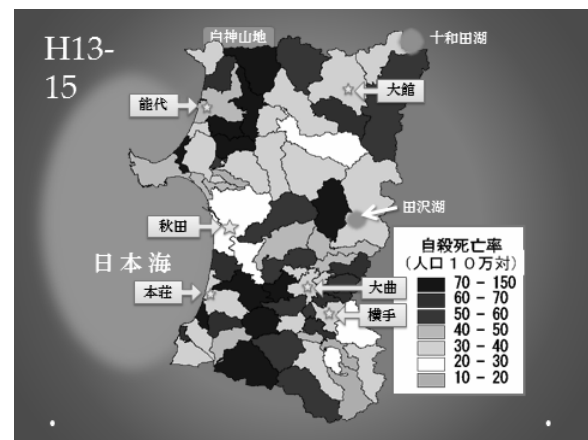 H13-
15
白神山地
十和田湖
能代
大館
田沢湖
秋田
日本海
本荘
大曲
横手
自殺死亡率
(人口１０万対)
70 - 150
60 - 70
50 - 60
40 - 50
30 - 40
20 - 30
10 - 20